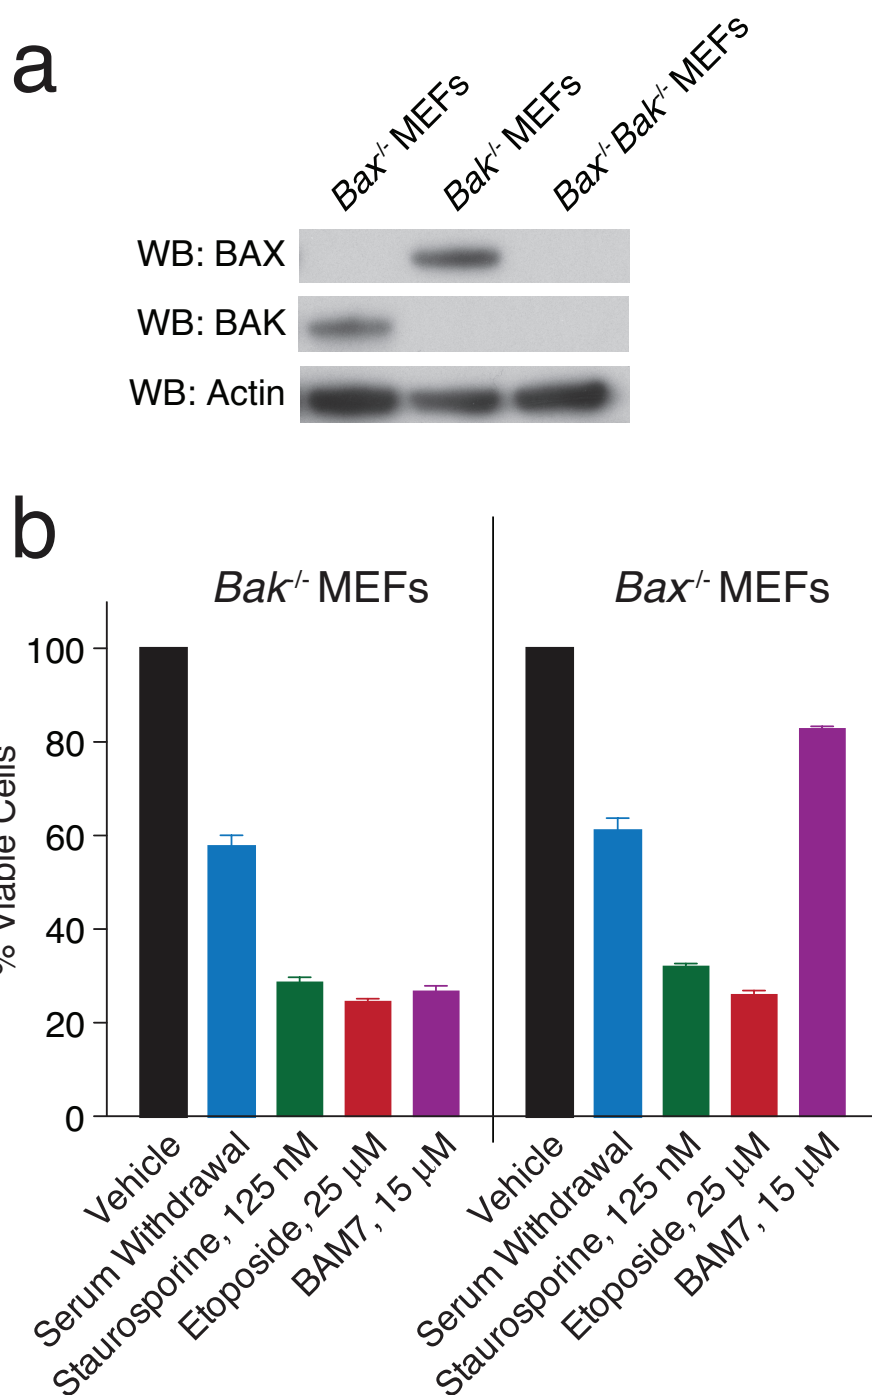 a
Bax-/- MEFs
Bak-/- MEFs
Bax-/-Bak-/- MEFs
WB: BAX
WB: BAK
WB: Actin
b
Bak-/- MEFs
Bax-/- MEFs
% Viable Cells
100
80
60
40
20
0
Vehicle
Serum Withdrawal
Staurosporine, 125 nM
Etoposide, 25 µM
BAM7, 15 µM
Vehicle
Serum Withdrawal
Staurosporine, 125 nM
Etoposide, 25 µM
BAM7, 15 µM